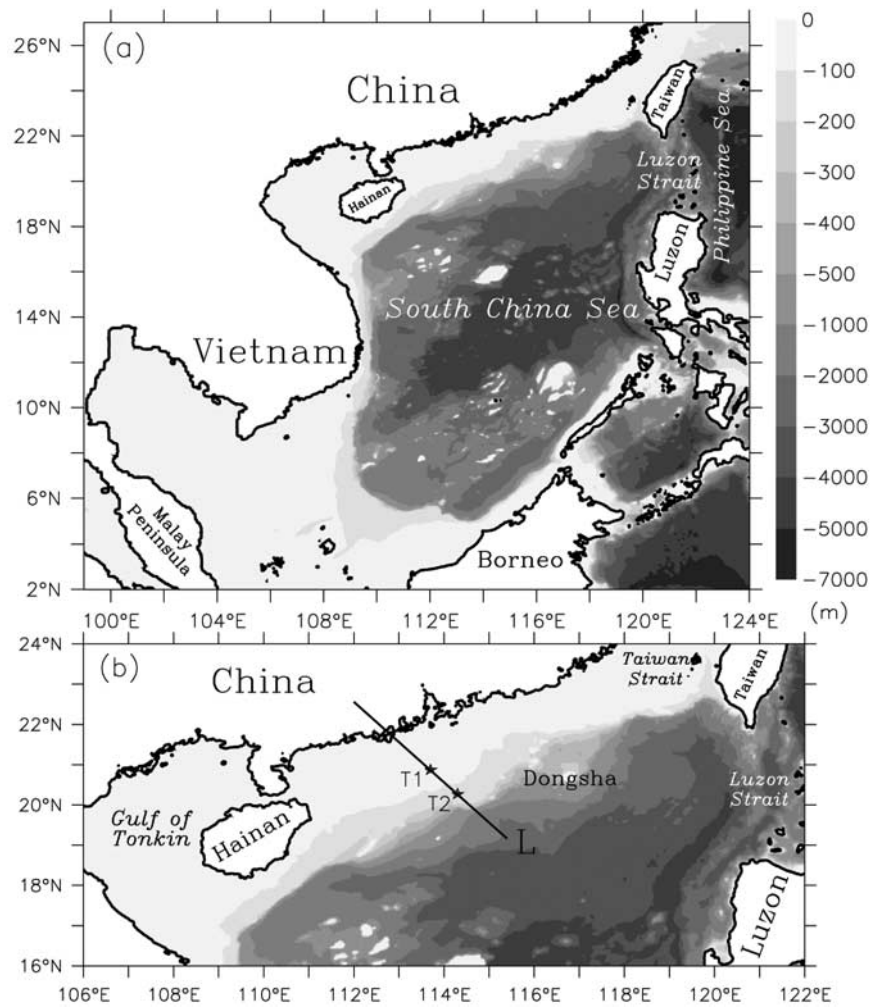 (a)
26°N
22°N
18°N
14°N
10°N
6°N
2°N
China
Taiwan
Luzon
Strait
Philippine Sea
Hainan
Luzon
South China Sea
Vietnam
Malay
Peninsula
Borneo
100°E
104°E
108°E
112°E
116°E
120°E
124°E
0
-100
-200
-300
-400
-500
-1000
-2000
-3000
-4000
-5000
-7000
(m)
(b)
24°N
22°N
20°N
18°N
16°N
China
Taiwan
Strait
Taiwan
T1
T2
L
Dongsha
Luzon
Strait
Gulf of
Tonkin
Hainan
Luzon
106°E
108°E
110°E
112°E
114°E
116°E
118°E
120°E
122°E